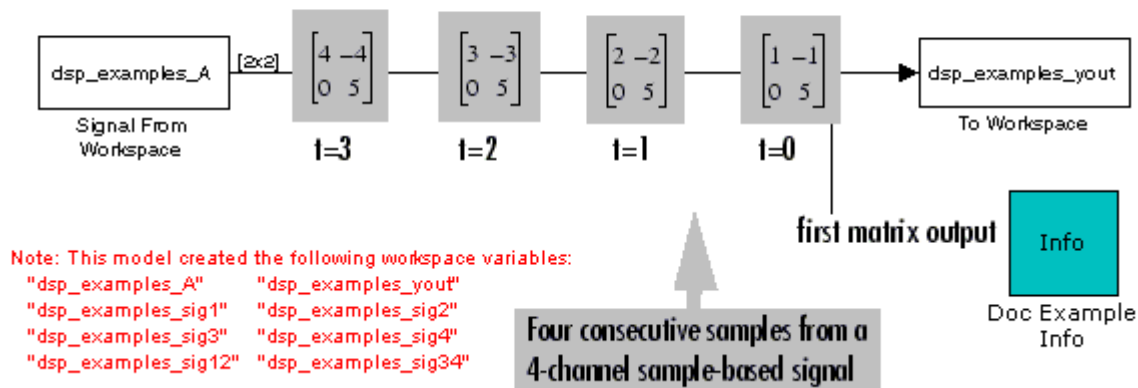 dsp_examples_A
[2x2]
4 -4
0 5
3 -3
0 5
2 -2
0 5
1 -1
0 5
dsp_examples_yout
Signal From
Workspace
t=3
t=2
t=1
t=0
To Workspace
first matrix output
Info
Doc Example
Info
Note: This model created the following workspace variables:
"dsp_examples_A" "dsp_examples_yout"
"dsp_examples_sig1" "dsp_examples_sig2"
"dsp_examples_sig3" "dsp_examples_sig4"
"dsp_examples_sig12" "dsp_examples_sig34"
Four consecutive samples from a
4-channel sample-based signal